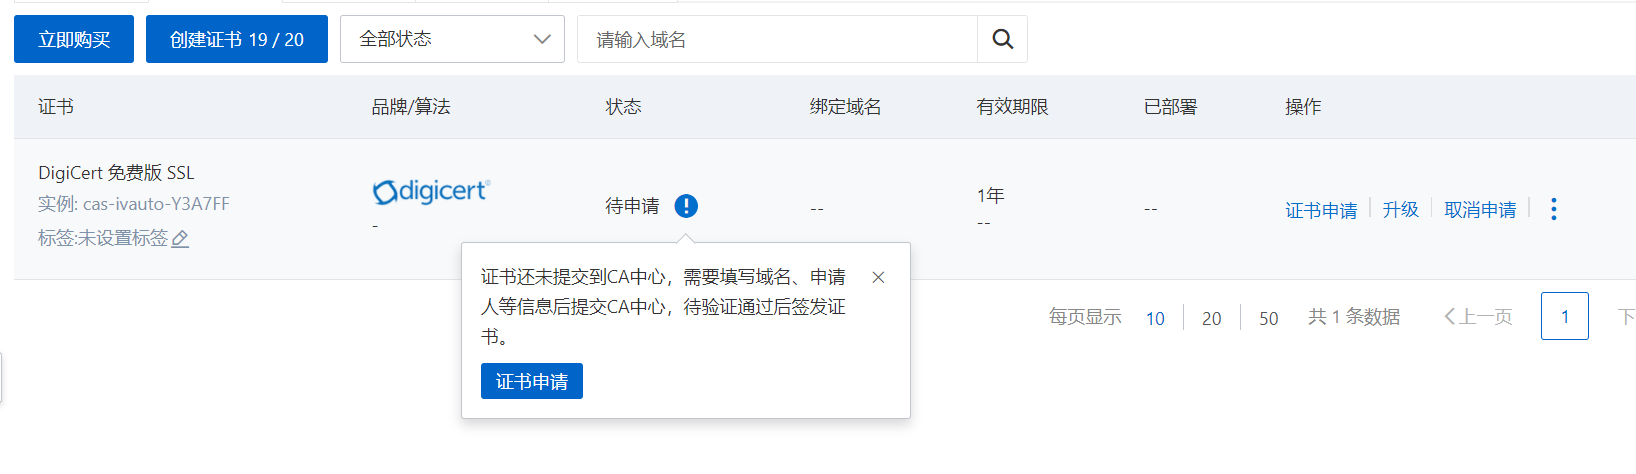 立即购买
创建证书 19 / 20
全部状态
请输入域名
证书
品牌/算法
状态
绑定域名
有效期限
已部署
操作
DigiCert 免费版 SSL
实例: cas-ivauto-Y3A7FF
标签:未设置标签
digicert®
-
待申请
--
1年
--
--
证书申请
升级
取消申请
证书还未提交到CA中心，需要填写域名、申请
人等信息后提交CA中心，待验证通过后签发证
书。
证书申请
每页显示
10
20
50
共 1 条数据
上一页
1
下